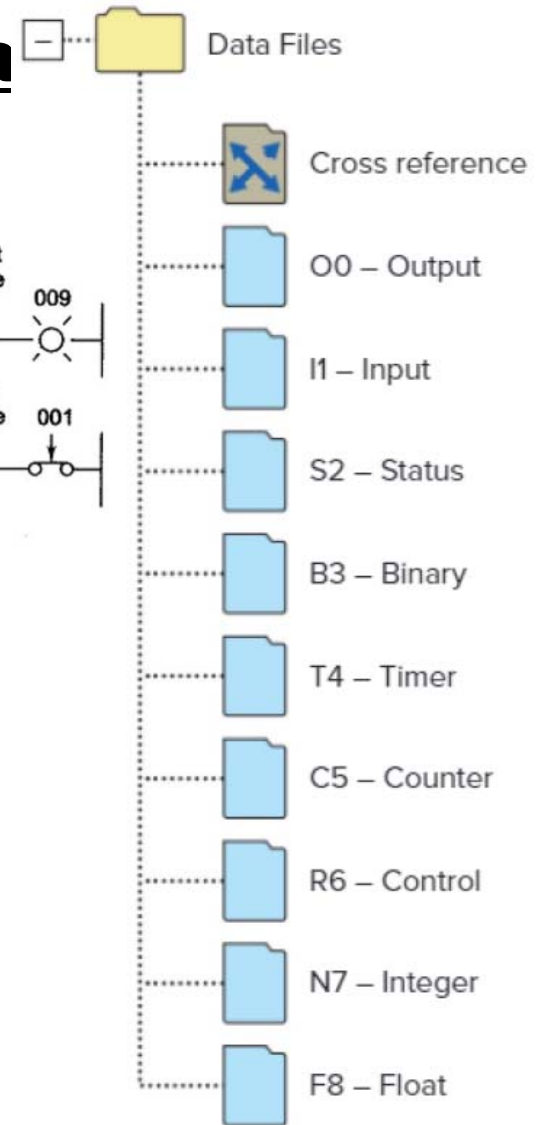 Data Files
Cross reference
O0 – Output
I1 – Input
009
S2 – Status
001
B3 – Binary
T4 – Timer
C5 – Counter
R6 – Control
N7 – Integer
F8 – Float